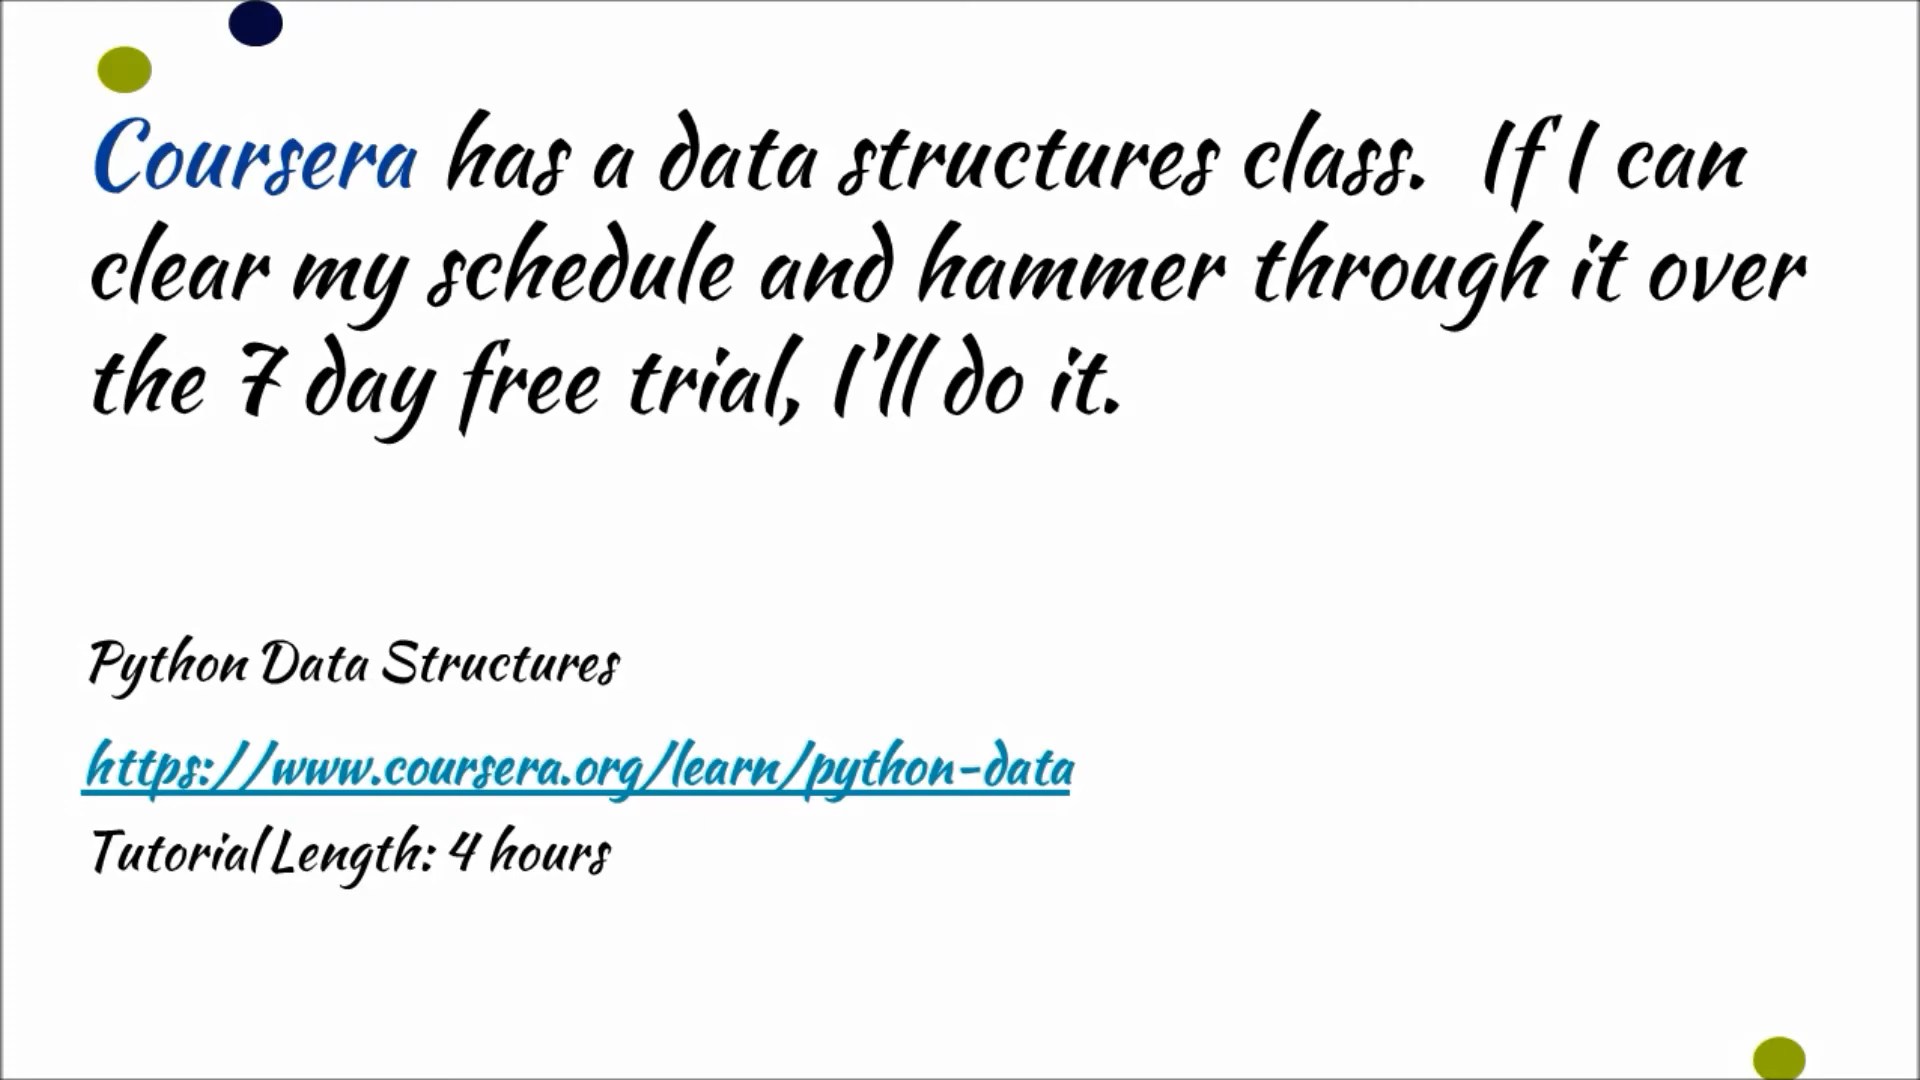 Coursera has a data structures class.  If I can
clear my schedule and hammer through it over
the 7 day free trial, I'll do it.
Python Data Structures
https://www.coursera.org/learn/python-data
Tutorial Length: 4 hours